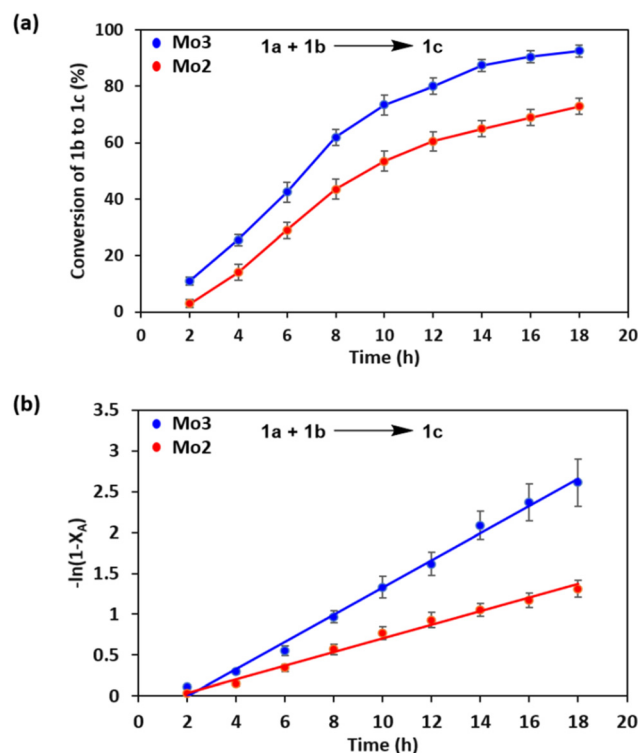 (a)
Mo3
Mo2
1a + 1b 1c
Conversion of 1b to 1c (%)
100
80
60
40
20
0
0 2 4 6 8 10 12 14 16 18 20
Time (h)
(b)
Mo3
Mo2
1a + 1b 1c
-ln(1-XA)
3.5
3
2.5
2
1.5
1
0.5
0
0 2 4 6 8 10 12 14 16 18 20
Time (h)